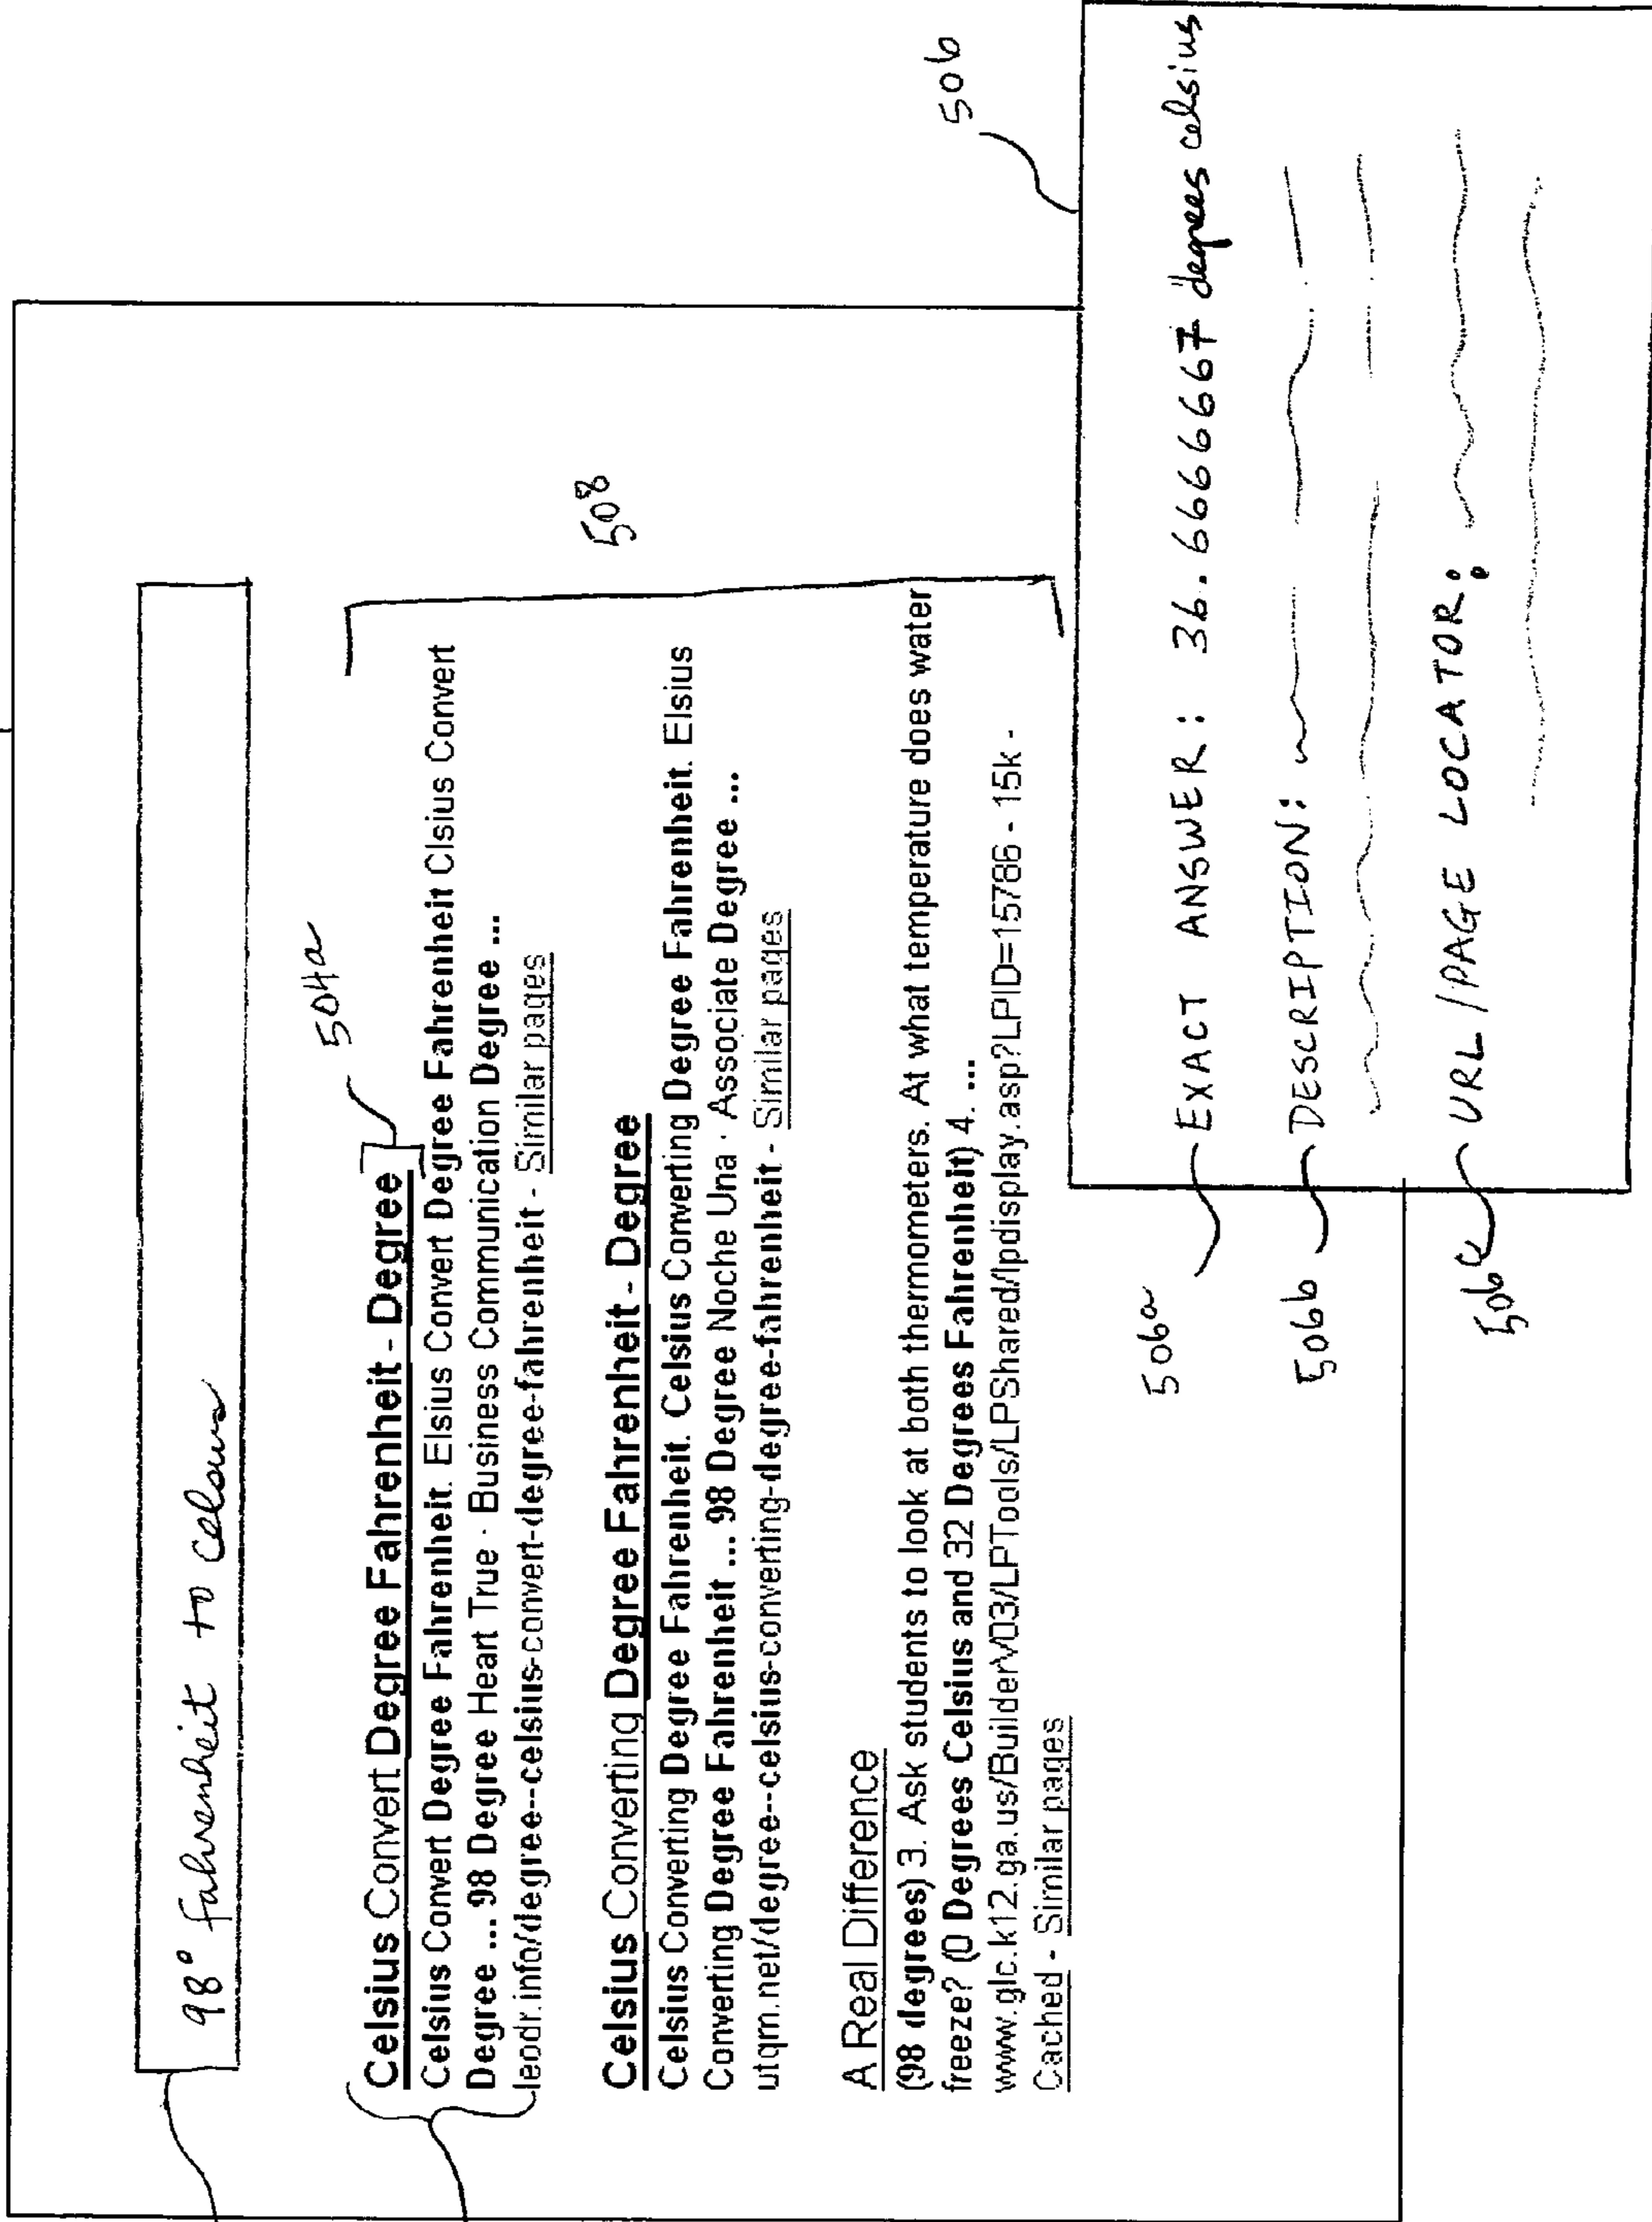 98° fahrenheit to celsius
504a
Celsius Convert Degree Fahrenheit - Degree
Celsius Convert Degree Fahrenheit. Elsius Convert Degree Fahrenheit Clsius Convert
Degree ... 98 Degree Heart True · Business Communication Degree ...
leodr.info/degree--celsius-convert-degree-fahrenheit - Similar pages
508
Celsius Converting Degree Fahrenheit - Degree
Celsius Converting Degree Fahrenheit. Celsius Converting Degree Fahrenheit. Elsius
Converting Degree Fahrenheit ... 98 Degree Noche Una · Associate Degree ...
utqm.net/degree--celsius-converting-degree-fahrenheit - Similar pages
A Real Difference
(98 degrees) 3. Ask students to look at both thermometers. At what temperature does water
freeze? (0 Degrees Celsius and 32 Degrees Fahrenheit) 4. ...
www.glc.k12.ga.us/Builderv03/LPTools/LPShared/lpdisplay.asp?LPID=15786 - 15k -
Cached - Similar pages
506
506a
EXACT ANSWER: 36.6666667 degrees celsius
506b
DESCRIPTION:
506c
URL/PAGE LOCATOR: